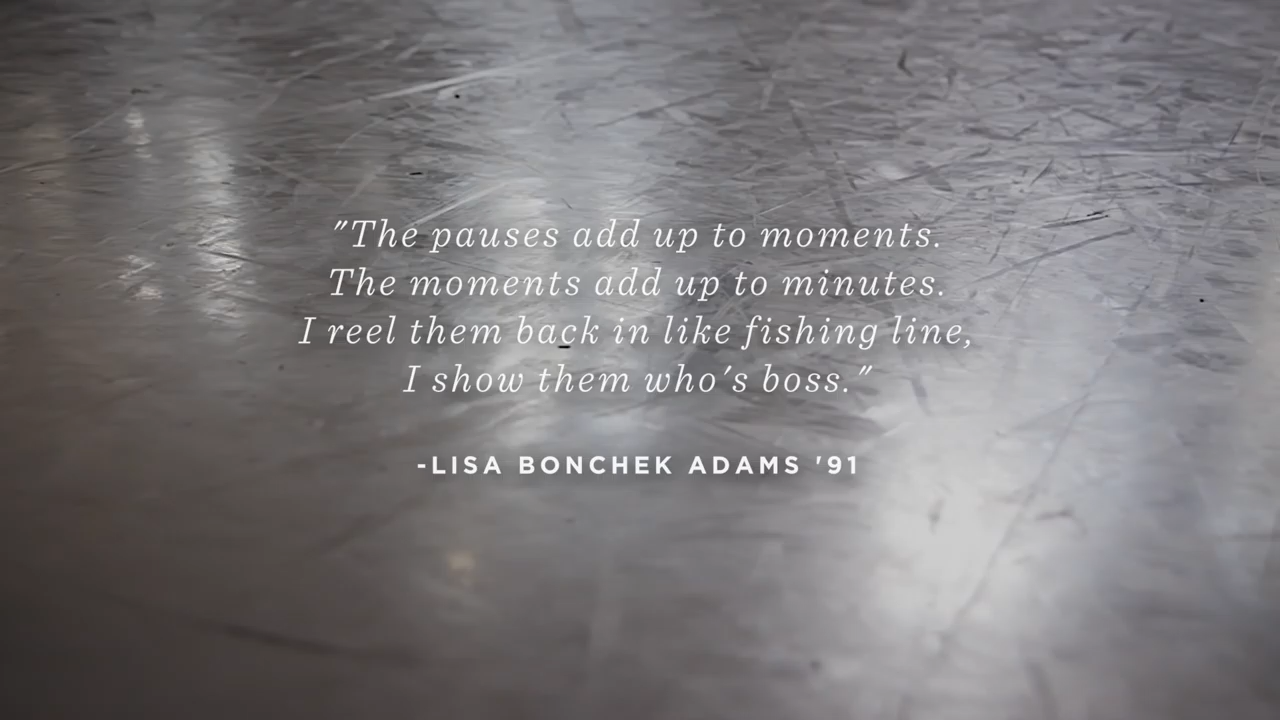 "The pauses add up to moments.
The moments add up to minutes.
I reel them back in like fishing line,
I show them who's boss."
-LISA BONCHEK ADAMS '91